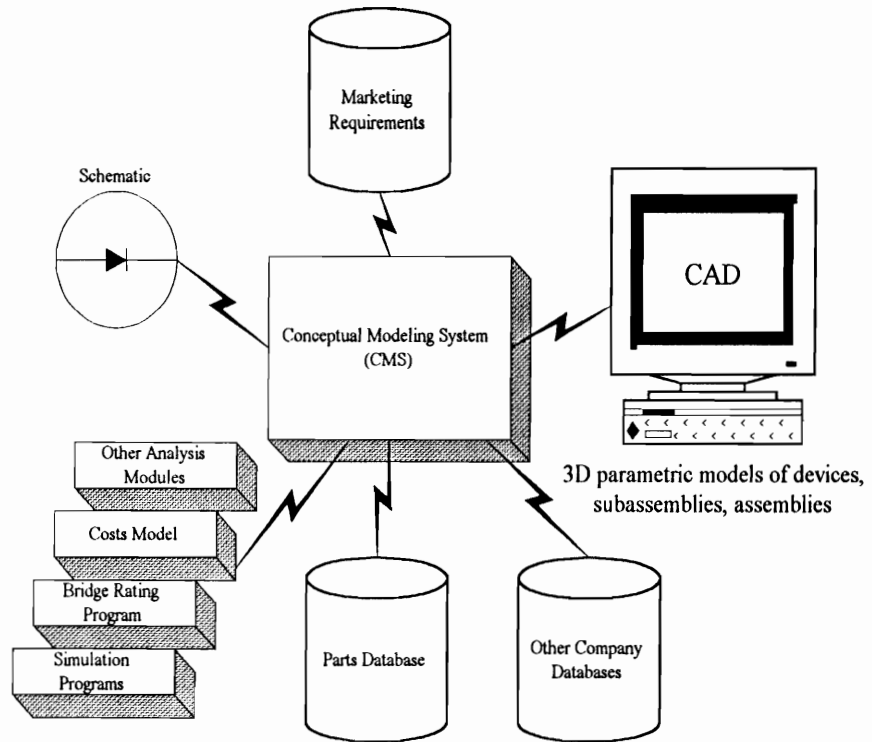 Marketing
Requirements
Schematic
CAD
Conceptual Modeling System
(CMS)
Other Analysis
Modules
3D parametric models of devices,
subassemblies, assemblies
Costs Model
Bridge Rating
Program
Simulation
Programs
Parts Database
Other Company
Databases